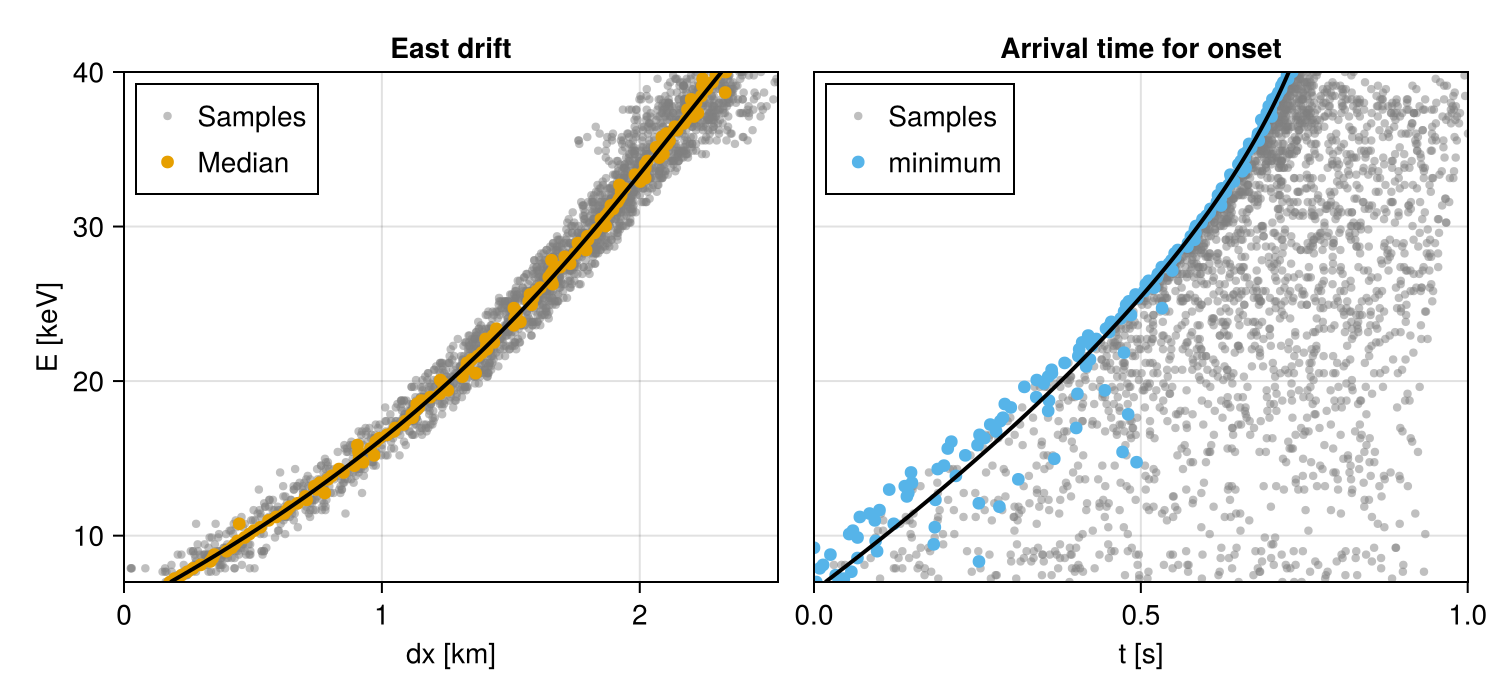 East drift
Arrival time for onset
E [keV]
40
30
20
10
Samples
Median
Samples
minimum
0
1
2
0.0
0.5
1.0
dx [km]
t [s]